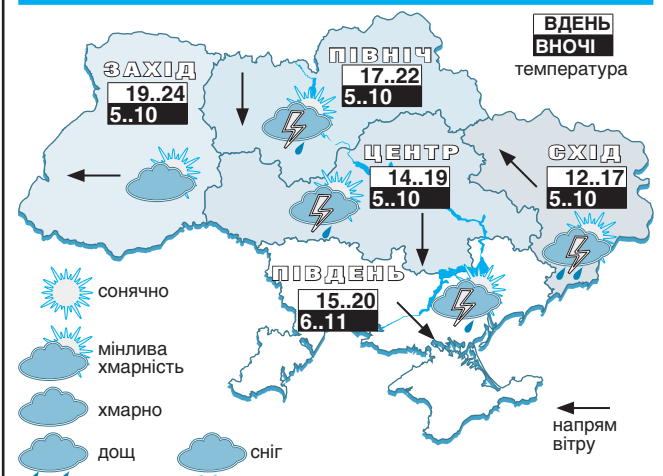 ВДЕНЬ
ВНОЧІ
температура
ЗАХІД
19..24
5..10
ПІВНІЧ
17..22
5..10
ЦЕНТР
14..19
5..10
СХІД
12..17
5..10
ПІВДЕНЬ
15..20
6..11
сонячно
мінлива
хмарність
хмарно
дощ
сніг
напрям
вітру